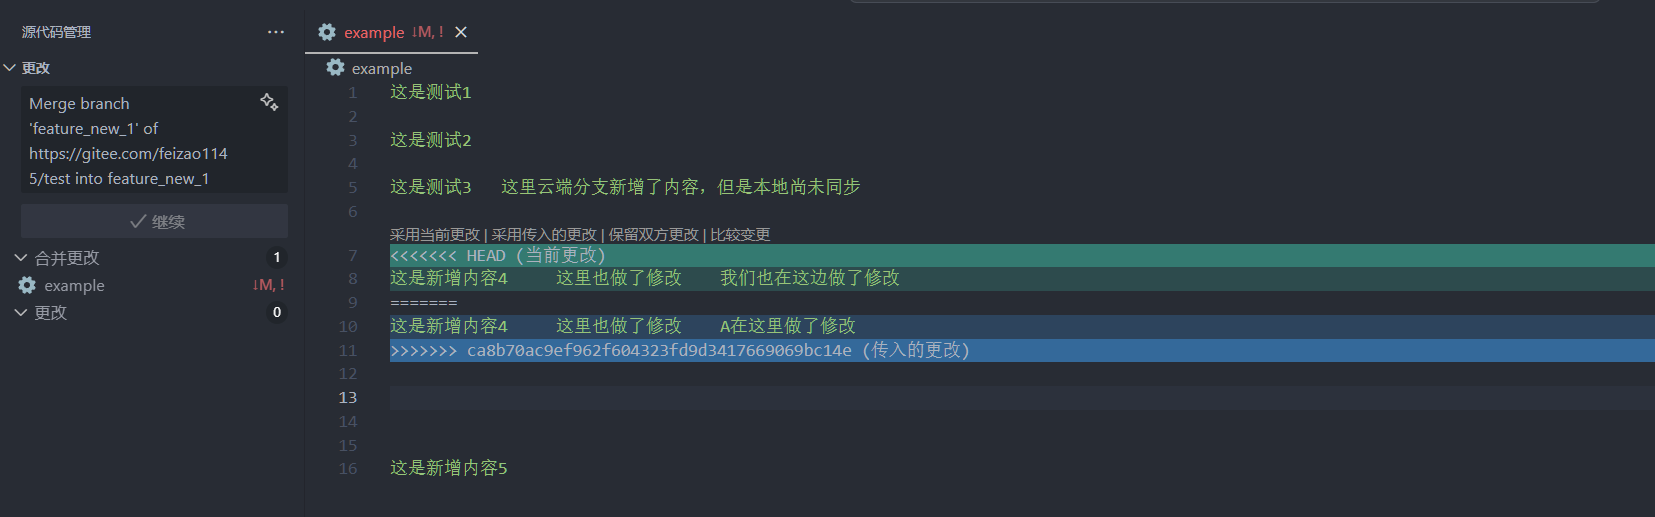 源代码管理
···
更改
Merge branch
'feature_new_1' of
https://gitee.com/feizao114
5/test into feature_new_1
继续
合并更改 1
example ↓M, !
更改 0
example ↓M, !
example
1 这是测试1
2
3 这是测试2
4
5 这是测试3 这里云端分支新增了内容，但是本地尚未同步
6
采用当前更改 | 采用传入的更改 | 保留双方更改 | 比较变更
7 <<<<<<< HEAD (当前更改)
8 这是新增内容4 这里也做了修改 我们也在这边做了修改
9 =======
10 这是新增内容4 这里也做了修改 A在这里做了修改
11 >>>>>>> ca8b70ac9ef962f604323fd9d3417669069bc14e (传入的更改)
12
13
14
15
16 这是新增内容5